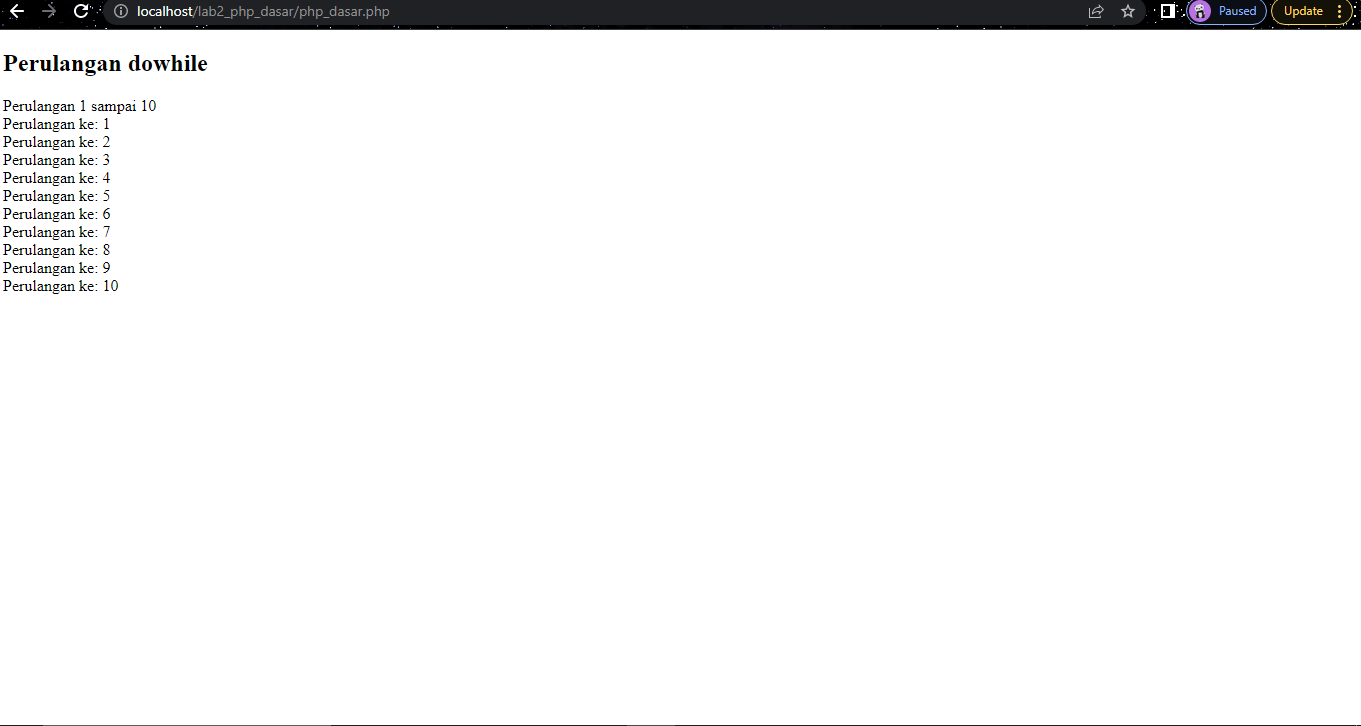 localhost/lab2_php_dasar/php_dasar.php
Paused
Update
Perulangan dowhile
Perulangan 1 sampai 10
Perulangan ke: 1
Perulangan ke: 2
Perulangan ke: 3
Perulangan ke: 4
Perulangan ke: 5
Perulangan ke: 6
Perulangan ke: 7
Perulangan ke: 8
Perulangan ke: 9
Perulangan ke: 10